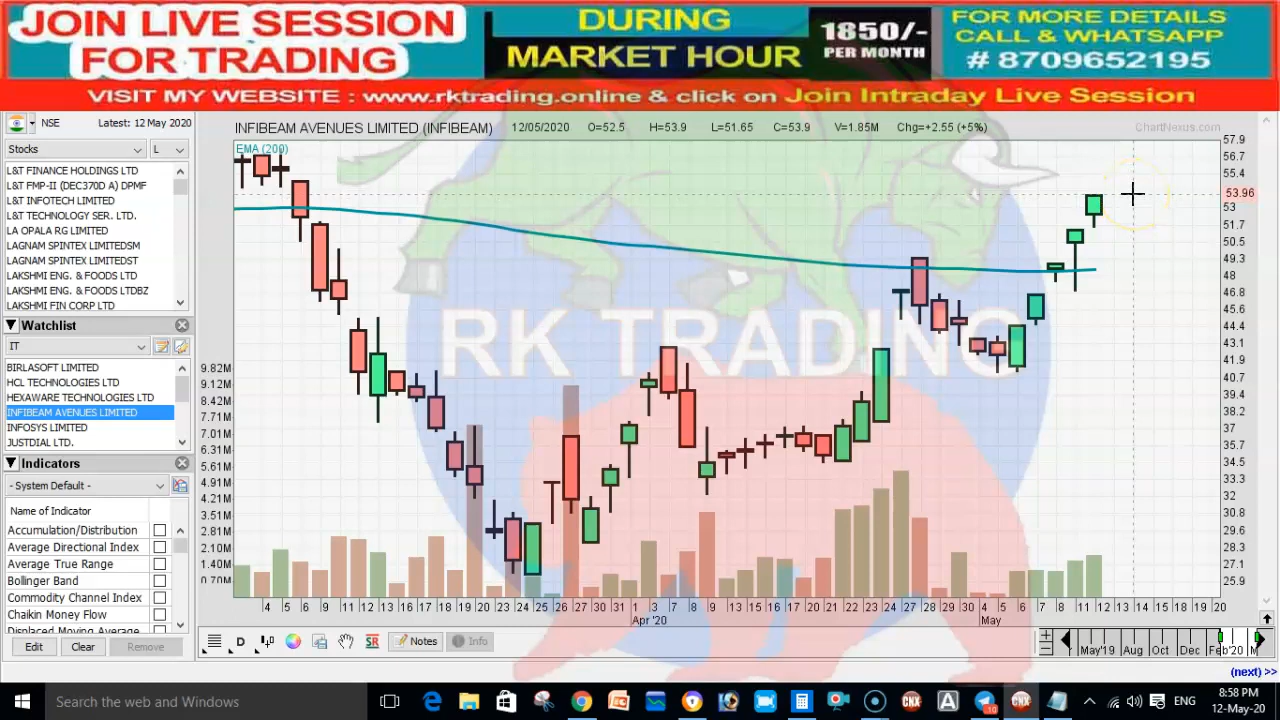 JOIN LIVE SESSION
FOR TRADING
DURING
MARKET HOUR
1850/-
PER MONTH
FOR MORE DETAILS
CALL & WHATSAPP
# 8709652195
VISIT MY WEBSITE : www.rktrading.online & click on Join Intraday Live Session
NSE Latest: 12 May 2020
Stocks L
L&T FINANCE HOLDINGS LTD
L&T FMP-II (DEC370D A) DPMF
L&T INFOTECH LIMITED
L&T TECHNOLOGY SER. LTD.
LA OPALA RG LIMITED
LAGNAM SPINTEX LIMITEDSM
LAGNAM SPINTEX LIMITEDST
LAKSHMI ENG. & FOODS LTD
LAKSHMI ENG. & FOODS LTDBZ
LAKSHMI FIN CORP LTD
Watchlist
IT
BIRLASOFT LIMITED
HCL TECHNOLOGIES LTD
HEXAWARE TECHNOLOGIES LTD
INFIBEAM AVENUES LIMITED
INFOSYS LIMITED
JUSTDIAL LTD.
Indicators
- System Default -
Name of Indicator
Accumulation/Distribution
Average Directional Index
Average True Range
Bollinger Band
Commodity Channel Index
Chaikin Money Flow
Displaced Moving Average
Edit Clear Remove
INFIBEAM AVENUES LIMITED (INFIBEAM) 12/05/2020 O=52.5 H=53.9 L=51.65 C=53.9 V=1.85M Chg=+2.55 (+5%)
ChartNexus.com
EMA (200)
RK TRADING
57.9
56.7
55.4
53.96
53
51.7
50.5
49.3
48
46.8
45.6
44.4
43.1
41.9
40.7
39.4
38.2
37
35.7
34.5
33.3
32
30.8
29.6
28.3
27.1
25.9
9.82M
9.12M
8.42M
7.71M
7.01M
6.31M
5.61M
4.91M
4.21M
3.51M
2.81M
2.10M
1.40M
0.70M
4 5 6 9 11 12 13 16 17 18 19 20 23 24 25 26 27 30 31 1 3 7 8 9 13 15 16 17 20 21 22 23 24 27 28 29 30 4 5 6 7 8 11 12 13 14 15 18 19 20
Apr '20 May
D SR Notes Info
May'19 Aug Oct Dec Feb'20
(next) >>
Search the web and Windows
CNX A 10 CNX ENG
8:58 PM
12-May-20